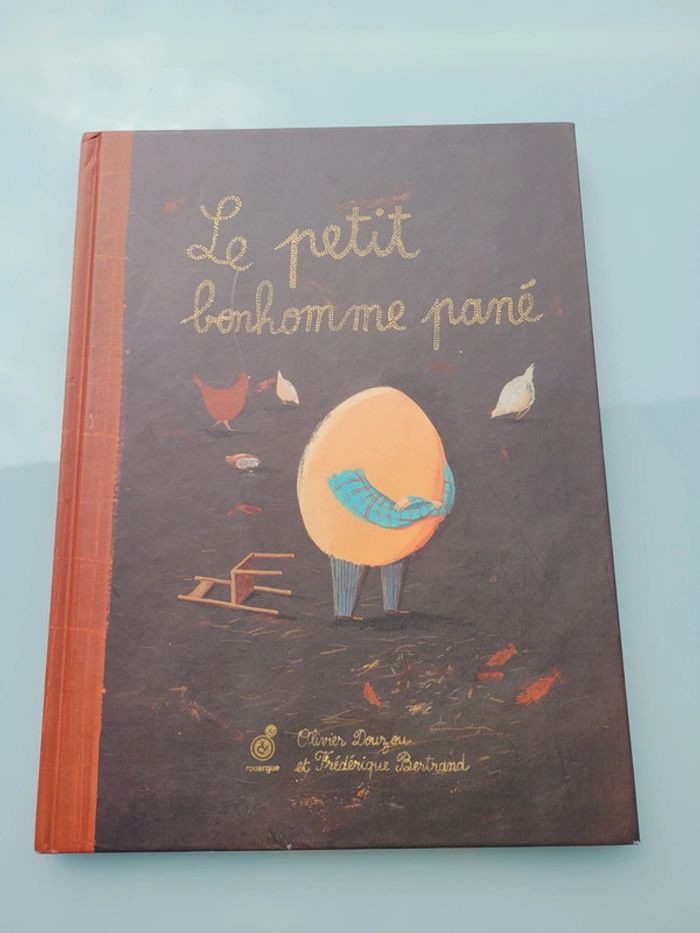 Le petit
bonhomme pané
rouergue
Olivier Douzou
et Frédérique Bertrand